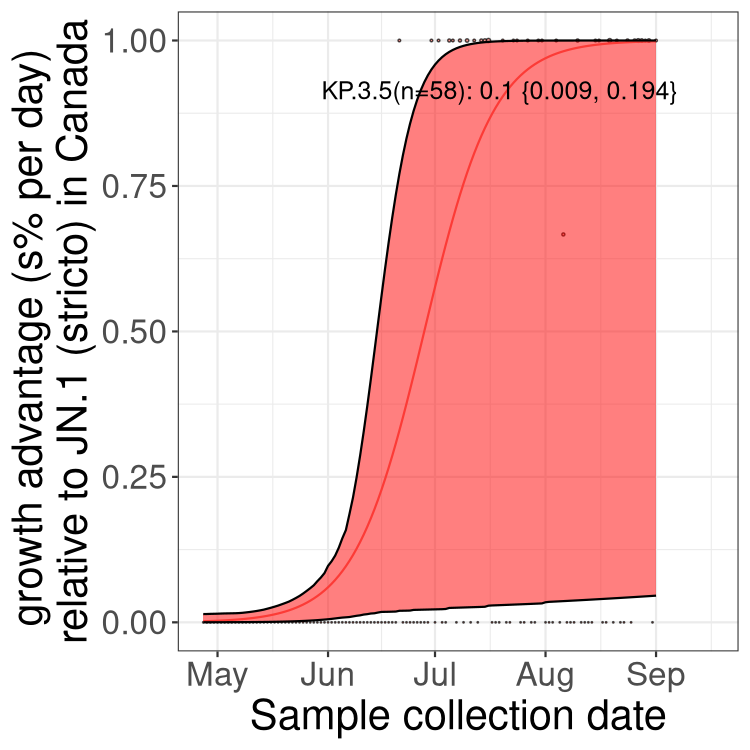 growth advantage (s% per day)
relative to JN.1 (stricto) in Canada
1.00
0.75
0.50
0.25
0.00
KP.3.5(n=58): 0.1 {0.009, 0.194}
May Jun Jul Aug Sep
Sample collection date